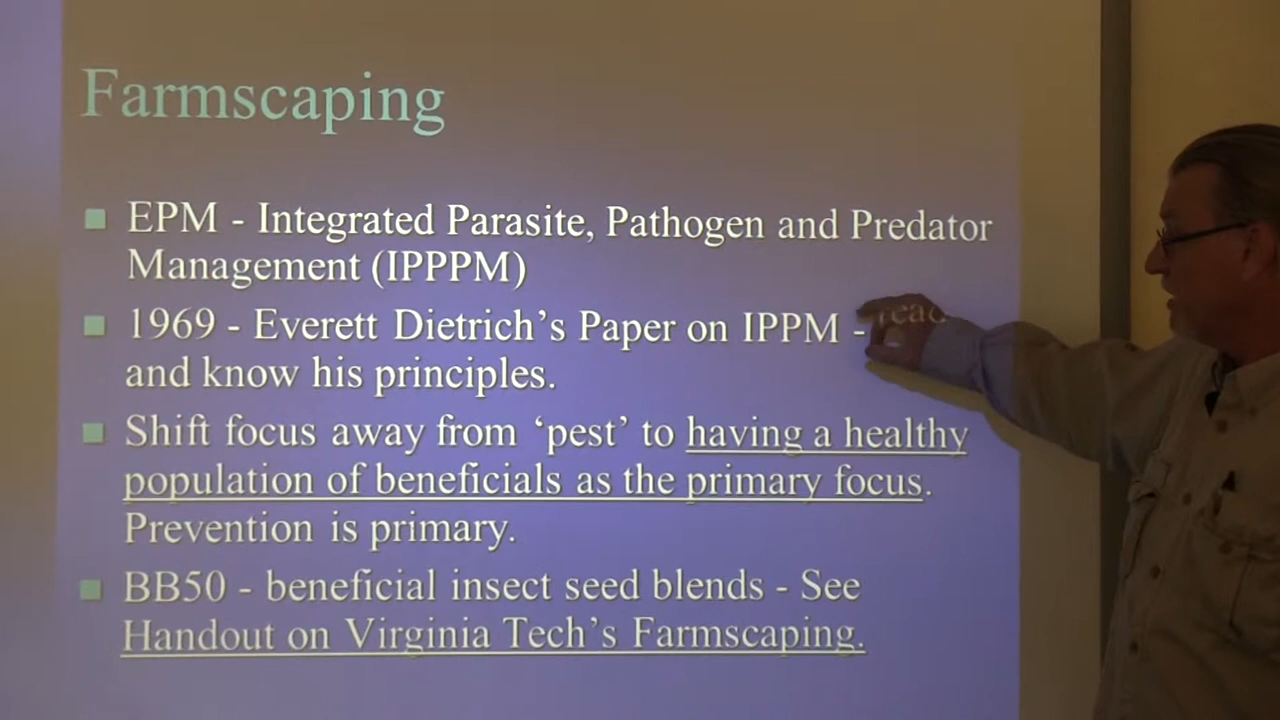 Farmscaping
EPM - Integrated Parasite, Pathogen and Predator
Management (IPPPM)
1969 - Everett Dietrich’s Paper on IPPM - read
and know his principles.
Shift focus away from ‘pest’ to having a healthy
population of beneficials as the primary focus.
Prevention is primary.
BB50 - beneficial insect seed blends - See
Handout on Virginia Tech’s Farmscaping.